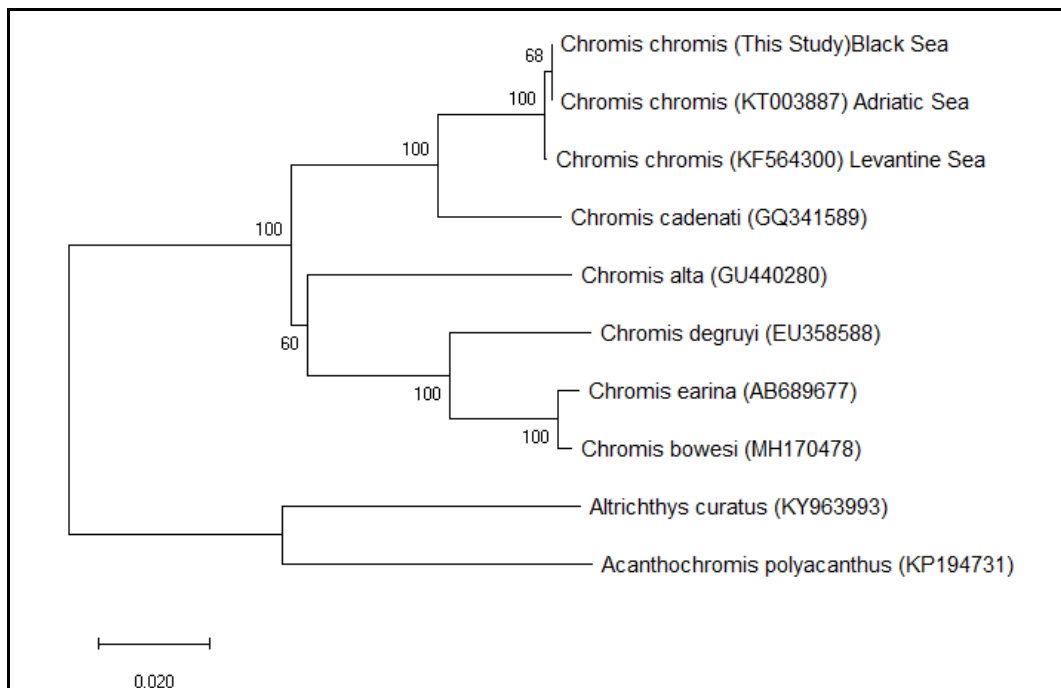 Chromis chromis (This Study)Black Sea
68
Chromis chromis (KT003887) Adriatic Sea
100
Chromis chromis (KF564300) Levantine Sea
100
Chromis cadenati (GQ341589)
100
Chromis alta (GU440280)
Chromis degruyi (EU358588)
60
Chromis earina (AB689677)
100
Chromis bowesi (MH170478)
100
Altrichthys curatus (KY963993)
Acanthochromis polyacanthus (KP194731)
0.020